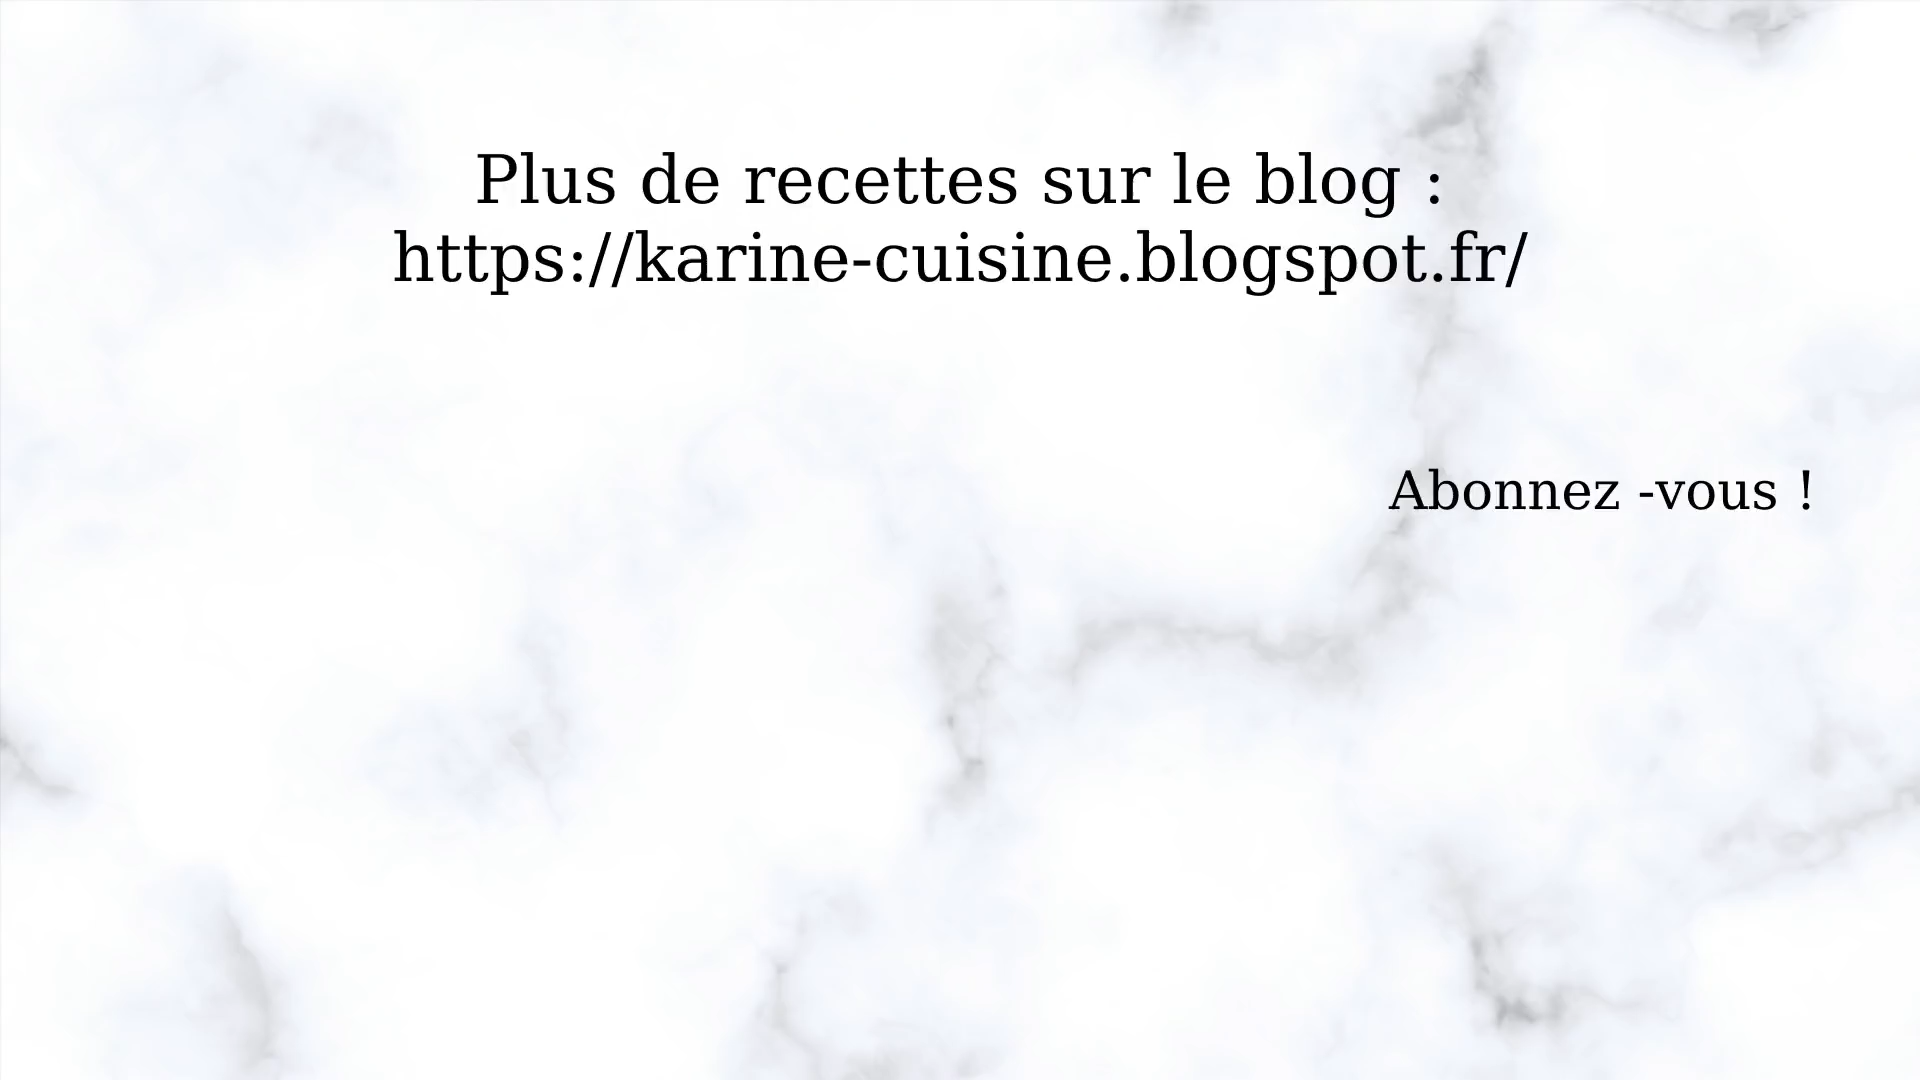 Plus de recettes sur le blog :
https://karine-cuisine.blogspot.fr/
Abonnez -vous !